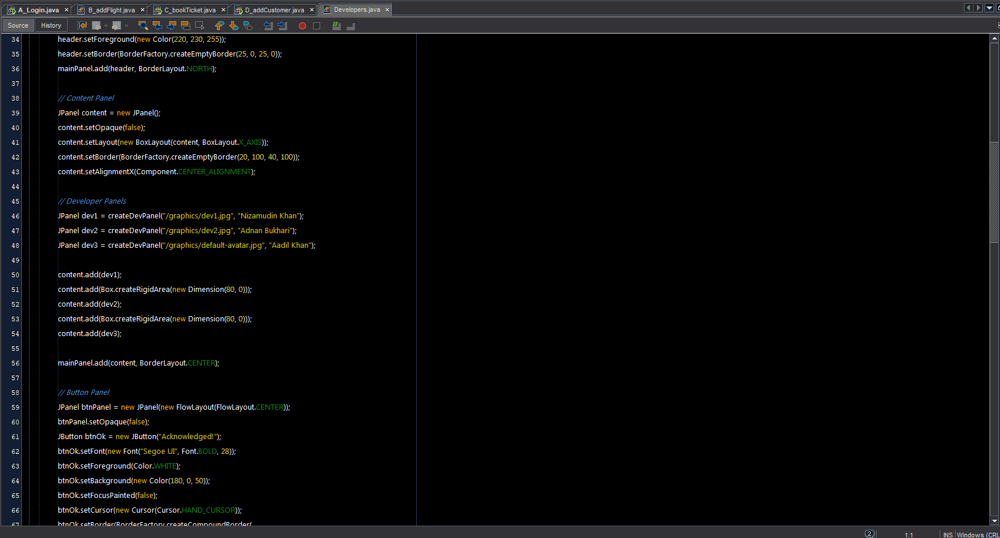 A_Login.java × B_addFlight.java × C_bookTicket.java × D_addCustomer.java × Developers.java ×
Source History
34 header.setForeground(new Color(220, 230, 255));
35 header.setBorder(BorderFactory.createEmptyBorder(25, 0, 25, 0));
36 mainPanel.add(header, BorderLayout.NORTH);
37
38 // Content Panel
39 JPanel content = new JPanel();
40 content.setOpaque(false);
41 content.setLayout(new BoxLayout(content, BoxLayout.X_AXIS));
42 content.setBorder(BorderFactory.createEmptyBorder(20, 100, 40, 100));
43 content.setAlignmentX(Component.CENTER_ALIGNMENT);
44
45 // Developer Panels
46 JPanel dev1 = createDevPanel("/graphics/dev1.jpg", "Nizamudin Khan");
47 JPanel dev2 = createDevPanel("/graphics/dev2.jpg", "Adnan Bukhari");
48 JPanel dev3 = createDevPanel("/graphics/default-avatar.jpg", "Aadil Khan");
49
50 content.add(dev1);
51 content.add(Box.createRigidArea(new Dimension(80, 0)));
52 content.add(dev2);
53 content.add(Box.createRigidArea(new Dimension(80, 0)));
54 content.add(dev3);
55
56 mainPanel.add(content, BorderLayout.CENTER);
57
58 // Button Panel
59 JPanel btnPanel = new JPanel(new FlowLayout(FlowLayout.CENTER));
60 btnPanel.setOpaque(false);
61 JButton btnOk = new JButton("Acknowledged!");
62 btnOk.setFont(new Font("Segoe UI", Font.BOLD, 28));
63 btnOk.setForeground(Color.WHITE);
64 btnOk.setBackground(new Color(180, 0, 50));
65 btnOk.setFocusPainted(false);
66 btnOk.setCursor(new Cursor(Cursor.HAND_CURSOR));
67 btnOk.setBorder(BorderFactory.createCompoundBorder(
2 1:1 INS Windows (CRL